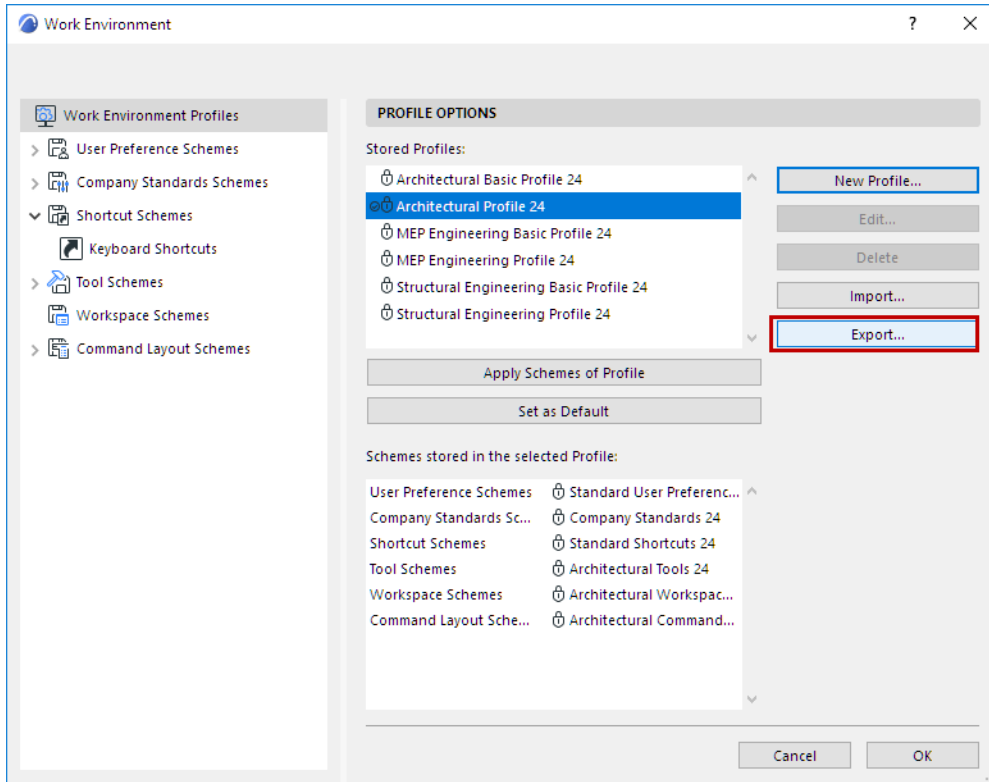 Work Environment
?
Work Environment Profiles
User Preference Schemes
Company Standards Schemes
Shortcut Schemes
Keyboard Shortcuts
Tool Schemes
Workspace Schemes
Command Layout Schemes
PROFILE OPTIONS
Stored Profiles:
Architectural Basic Profile 24
Architectural Profile 24
MEP Engineering Basic Profile 24
MEP Engineering Profile 24
Structural Engineering Basic Profile 24
Structural Engineering Profile 24
New Profile...
Edit...
Delete
Import...
Export...
Apply Schemes of Profile
Set as Default
Schemes stored in the selected Profile:
User Preference Schemes Standard User Preferenc...
Company Standards Sc... Company Standards 24
Shortcut Schemes Standard Shortcuts 24
Tool Schemes Architectural Tools 24
Workspace Schemes Architectural Workspac...
Command Layout Sche... Architectural Command...
Cancel OK